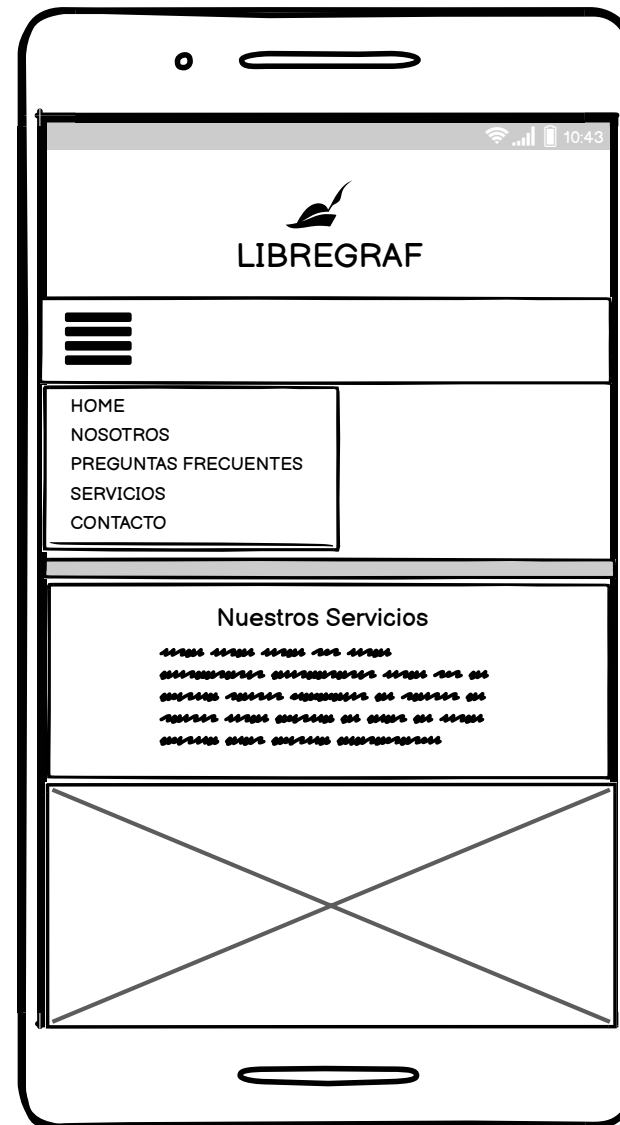 10:43
LIBREGRAF
HOME
NOSOTROS
PREGUNTAS FRECUENTES
SERVICIOS
CONTACTO
Nuestros Servicios